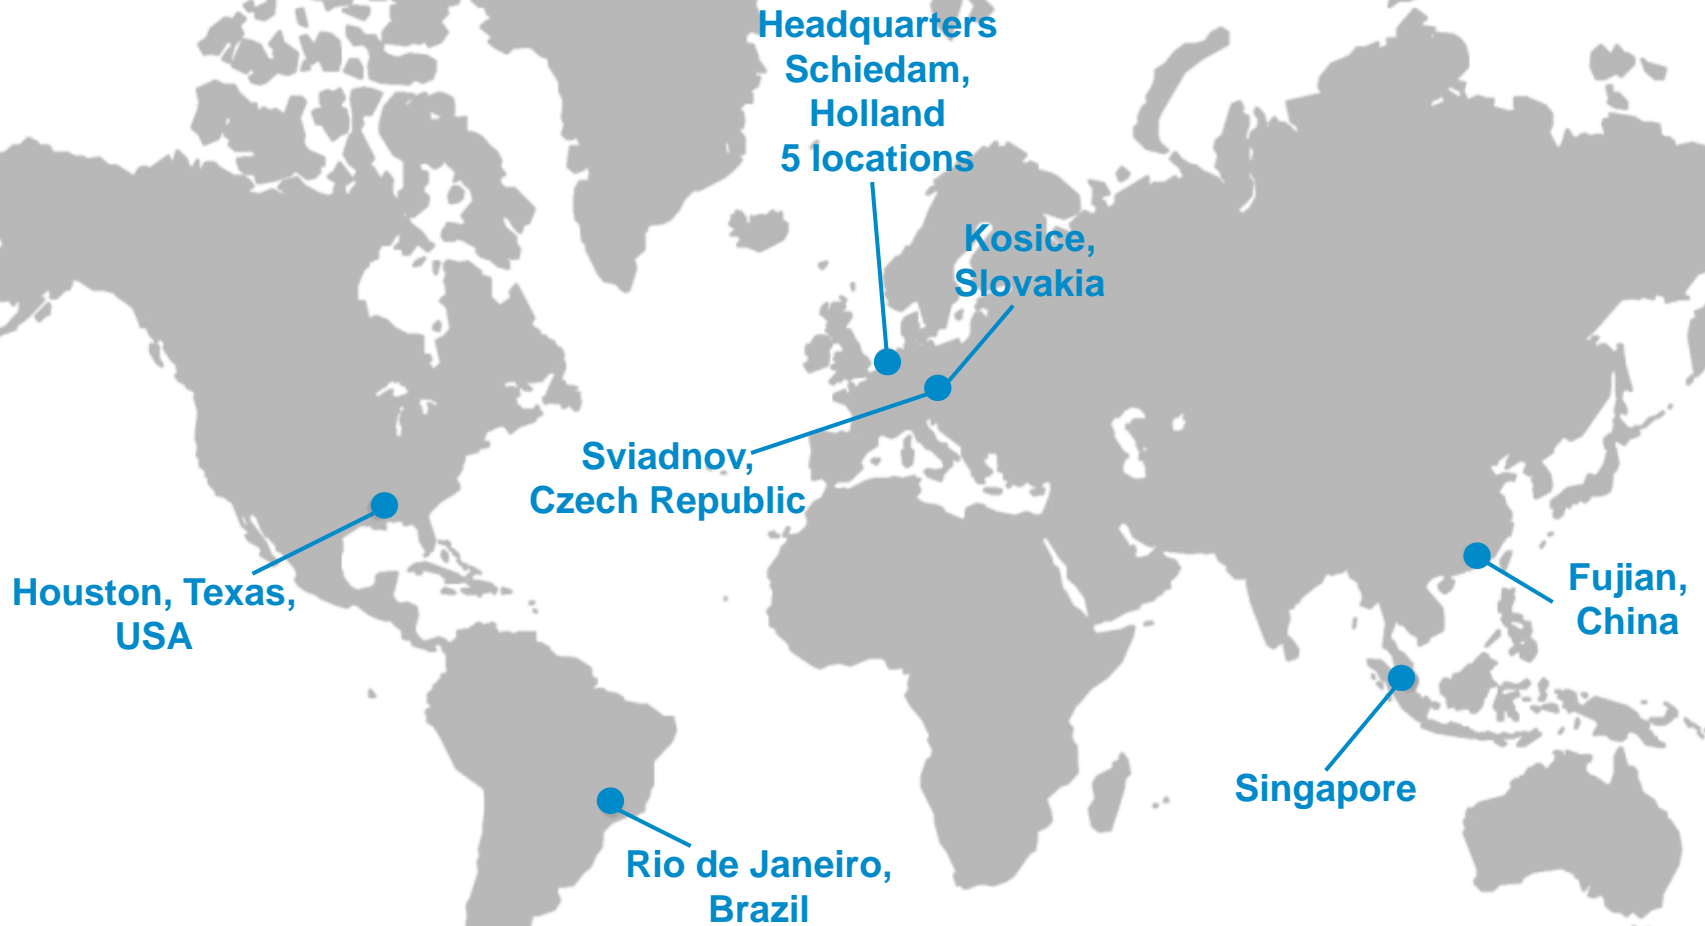 Headquarters
Schiedam,
Holland
5 locations
Kosice,
Slovakia
Sviadnov,
Czech Republic
Houston, Texas,
USA
Fujian,
China
Singapore
Rio de Janeiro,
Brazil